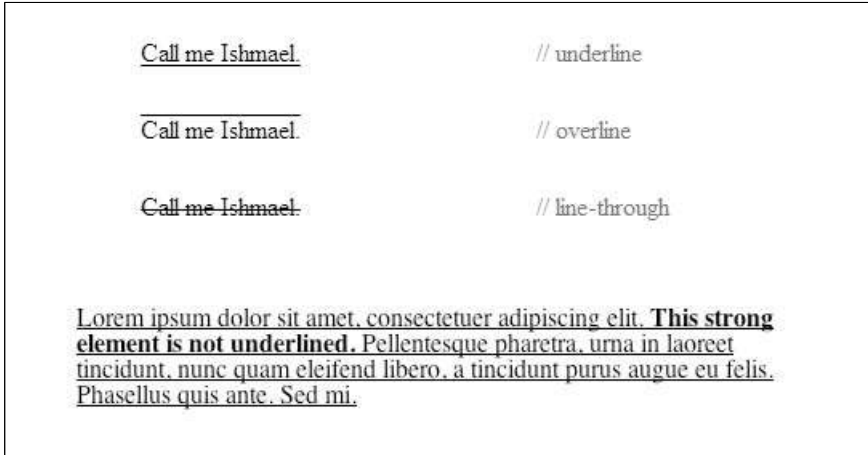 Call me Ishmael. // underline
Call me Ishmael. // overline
Call me Ishmael. // line-through
Lorem ipsum dolor sit amet, consectetuer adipiscing elit. This strong
element is not underlined. Pellentesque pharetra, urna in laoreet
tincidunt, nunc quam eleifend libero, a tincidunt purus augue eu felis.
Phasellus quis ante. Sed mi.